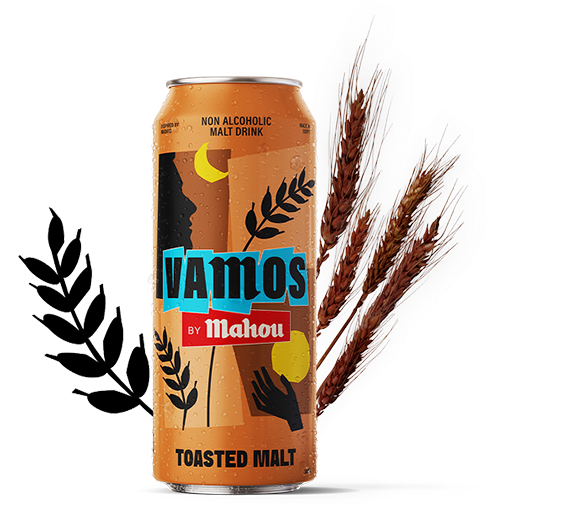 NON ALCOHOLIC
MALT DRINK
VAMOS
BY Mahou
TOASTED MALT